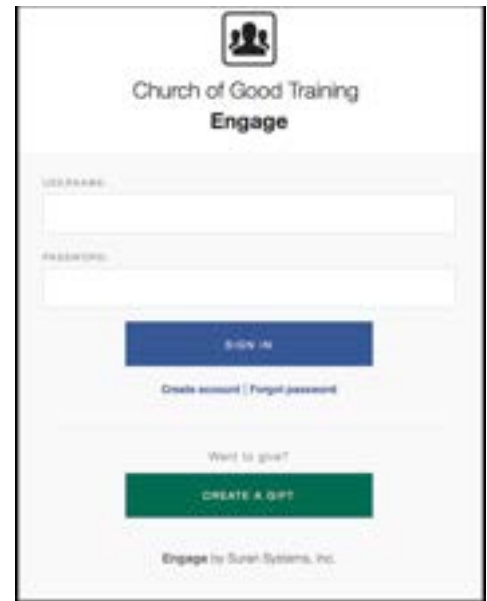 Church of Good Training
Engage
USERNAME:
PASSWORD:
SIGN IN
Create account | Forgot password
Want to give?
CREATE A GIFT
Engage by Suran Systems, Inc.